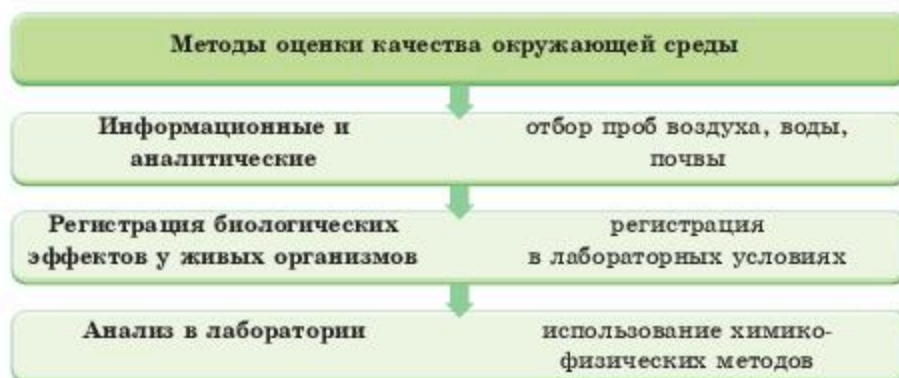 Методы оценки качества окружающей среды
Информационные и
аналитические
отбор проб воздуха, воды,
почвы
Регистрация биологических
эффектов у живых организмов
регистрация
в лабораторных условиях
Анализ в лаборатории
использование химико-
физических методов